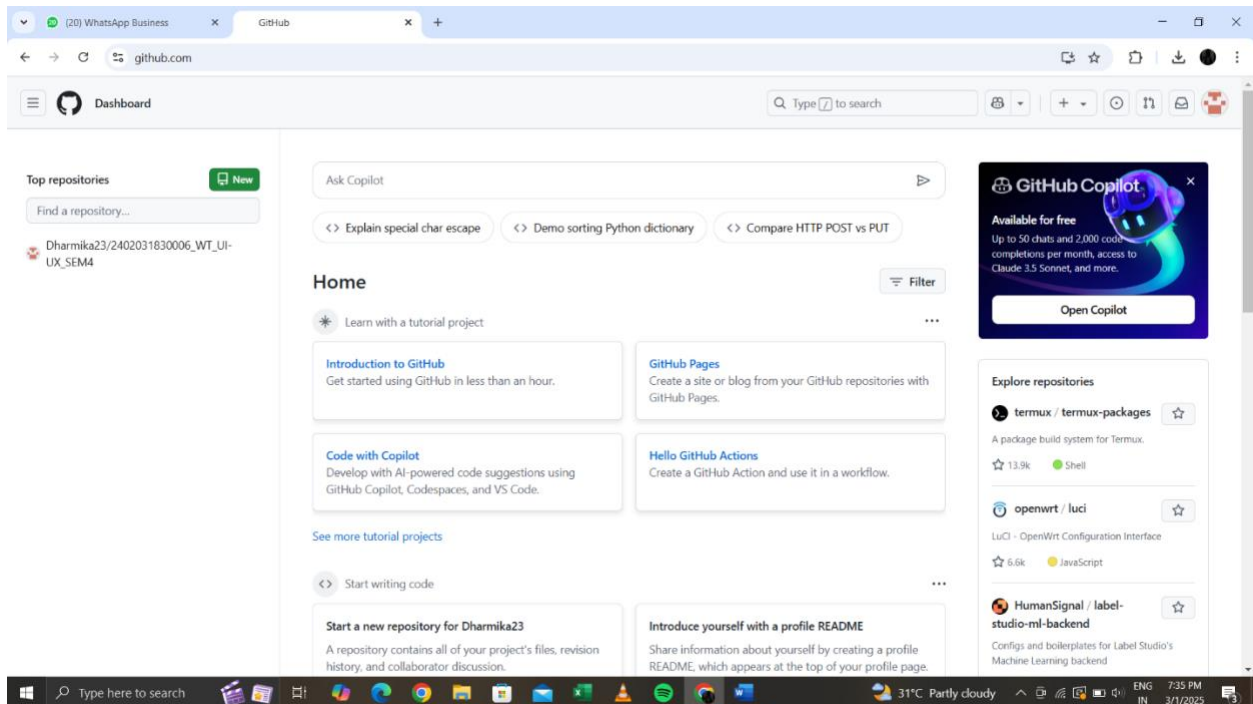 (20) WhatsApp Business
GitHub
github.com
Dashboard
Type / to search
Top repositories
New
Find a repository...
Dharmika23/2402031830006_WT_UI-
UX_SEM4
Ask Copilot
Explain special char escape
Demo sorting Python dictionary
Compare HTTP POST vs PUT
Home
Filter
Learn with a tutorial project
Introduction to GitHub
Get started using GitHub in less than an hour.
GitHub Pages
Create a site or blog from your GitHub repositories with
GitHub Pages.
Code with Copilot
Develop with AI-powered code suggestions using
GitHub Copilot, Codespaces, and VS Code.
Hello GitHub Actions
Create a GitHub Action and use it in a workflow.
See more tutorial projects
Start writing code
Start a new repository for Dharmika23
A repository contains all of your project's files, revision
history, and collaborator discussion.
Introduce yourself with a profile README
Share information about yourself by creating a profile
README, which appears at the top of your profile page.
GitHub Copilot
Available for free
Up to 50 chats and 2,000 code
completions per month, access to
Claude 3.5 Sonnet, and more.
Open Copilot
Explore repositories
termux / termux-packages
A package build system for Termux.
13.9k
Shell
openwrt / luci
LuCI - OpenWrt Configuration Interface
6.6k
JavaScript
HumanSignal / label-
studio-ml-backend
Configs and boilerplates for Label Studio's
Machine Learning backend
Type here to search
31°C Partly cloudy
ENG
IN
7:35 PM
3/1/2025
3